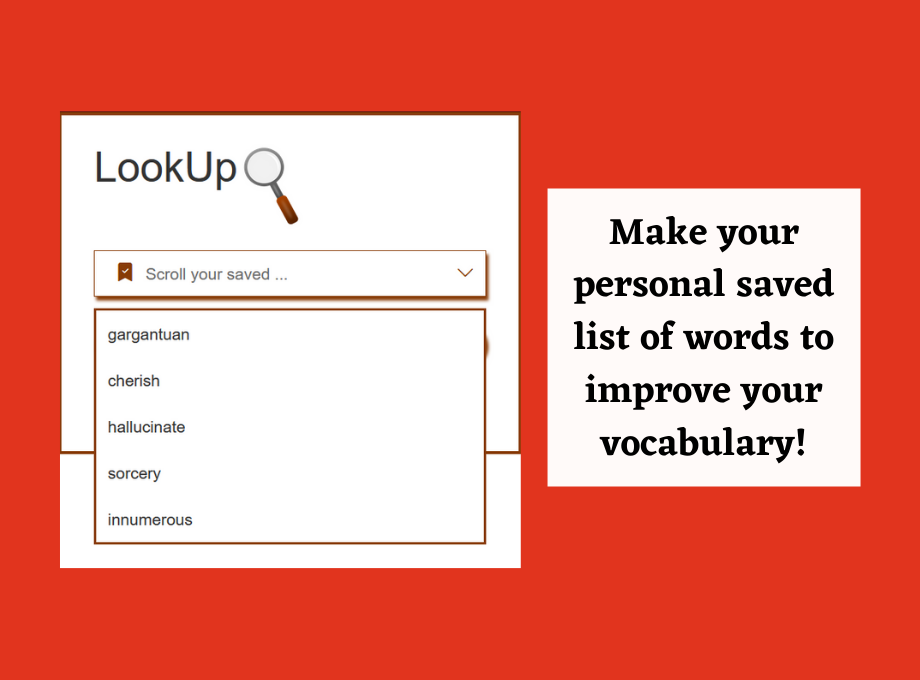 LookUp
Scroll your saved ...
gargantuan
cherish
hallucinate
sorcery
innumerous
Make your
personal saved
list of words to
improve your
vocabulary!